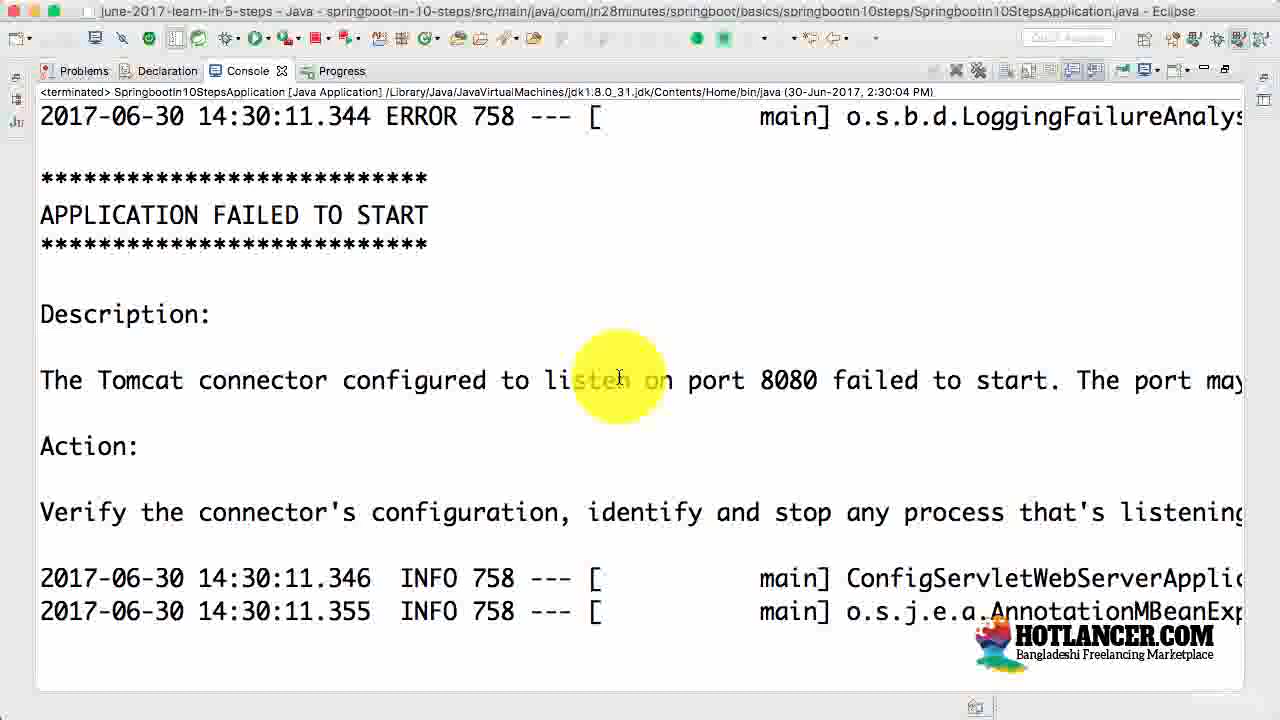 june-2017-learn-in-5-steps - Java - springboot-in-10-steps/src/main/java/com/in28minutes/springboot/basics/springbootin10steps/SpringbootIn10StepsApplication.java - Eclipse
Quick Access
Problems Declaration Console Progress
<terminated> SpringbootIn10StepsApplication [Java Application] /Library/Java/JavaVirtualMachines/jdk1.8.0_31.jdk/Contents/Home/bin/java (30-Jun-2017, 2:30:04 PM)
2017-06-30 14:30:11.344 ERROR 758 --- [           main] o.s.b.d.LoggingFailureAnalys
***************************
APPLICATION FAILED TO START
***************************
Description:
The Tomcat connector configured to listen on port 8080 failed to start. The port may
Action:
Verify the connector's configuration, identify and stop any process that's listening
2017-06-30 14:30:11.346  INFO 758 --- [           main] ConfigServletWebServerApplic
2017-06-30 14:30:11.355  INFO 758 --- [           main] o.s.j.e.a.AnnotationMBeanExp
HOTLANCER.COM
Bangladeshi Freelancing Marketplace